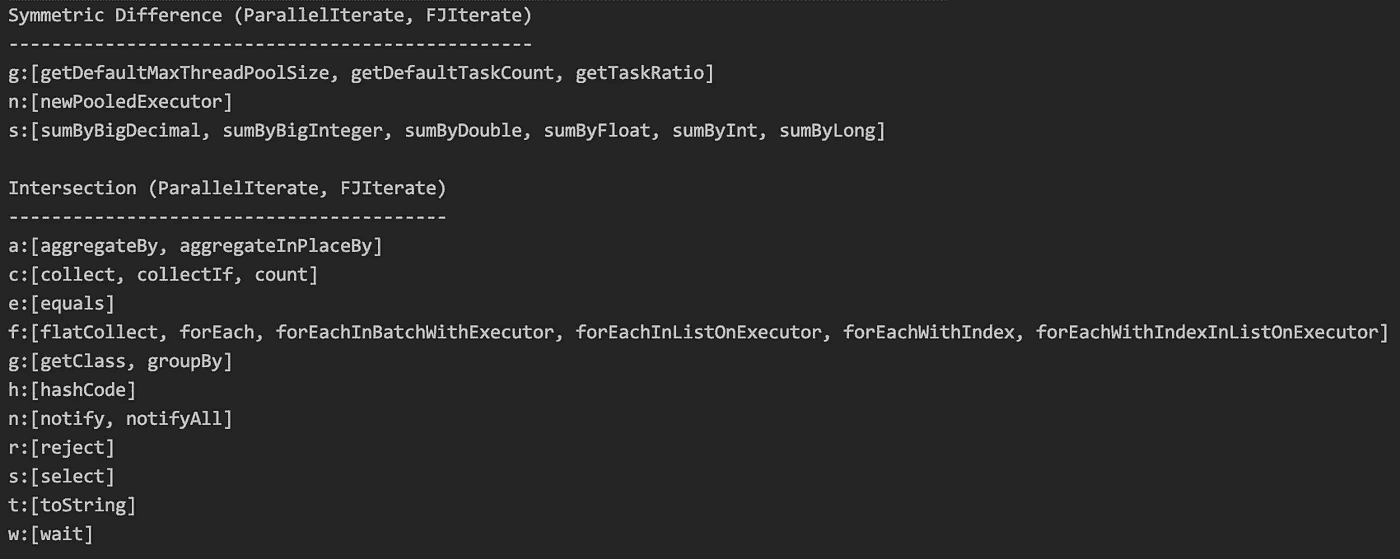 Symmetric Difference (ParallelIterate, FJIterate)
-------------------------------------------------
g:[getDefaultMaxThreadPoolSize, getDefaultTaskCount, getTaskRatio]
n:[newPooledExecutor]
s:[sumByBigDecimal, sumByBigInteger, sumByDouble, sumByFloat, sumByInt, sumByLong]

Intersection (ParallelIterate, FJIterate)
-----------------------------------------
a:[aggregateBy, aggregateInPlaceBy]
c:[collect, collectIf, count]
e:[equals]
f:[flatCollect, forEach, forEachInBatchWithExecutor, forEachInListOnExecutor, forEachWithIndex, forEachWithIndexInListOnExecutor]
g:[getClass, groupBy]
h:[hashCode]
n:[notify, notifyAll]
r:[reject]
s:[select]
t:[toString]
w:[wait]